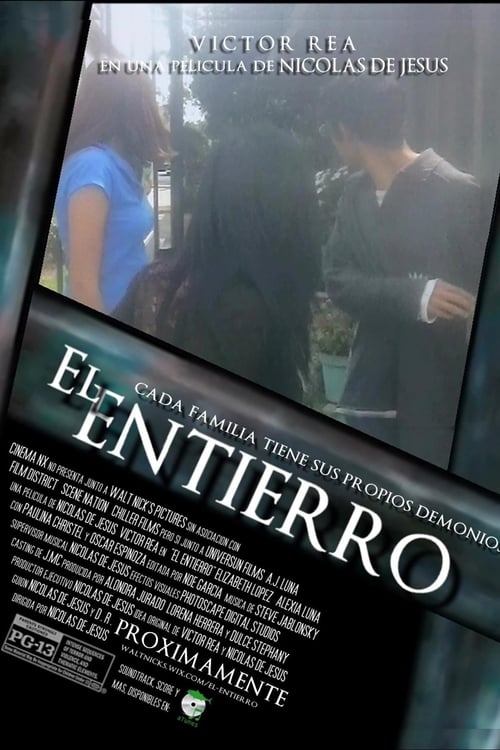 VICTOR REA
EN UNA PELICULA DE NICOLAS DE JESUS
CADA FAMILIA TIENE SUS PROPIOS DEMONIOS
EL ENTIERRO
CINEMA NX NO PRESENTA JUNTO A WALT NICK'S PICTURES SIN ASOCIACION CON
FILM DISTRICT SCENE NATION CHILLER FILMS PERO SI JUNTO A UNIVERSUN FILMS A.J LUNA
UNA PELICULA DE NICOLAS DE JESUS VICTOR REA EN "EL ENTIERRO" ELIZABETH LOPEZ ALEXIA LUNA
CON PAULINA CHRISTEL Y OSCAR ESPINOZA EDITADA POR NOE GARCIA MUSICA DE STEVE JABLONSKY
SUPERVISOR MUSICAL NICOLAS DE JESUS EFECTOS VISUALES PHOTOSCAPE DIGITAL STUDIOS
CASTING DE J.MC PRODUCIDA POR ALONDRA JURADO LORENA HERRERA Y DULCE STEPHANY
PRODUCTOR EJECUTIVO NICOLAS DE JESUS IDEA ORIGINAL DE VICTOR REA Y NICOLAS DE JESUS
GUION NICOLAS DE JESUS Y D. R.
DIRIGIDA POR NICOLAS DE JESUS
PROXIMAMENTE
WALTNICKS.WIX.COM/EL-ENTIERRO
PG-13
SOUNDTRACK, SCORE Y
MAS, DISPONIBLES EN:
ATUNES